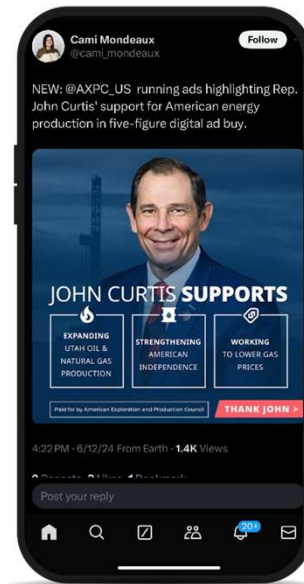 Cami Mondeaux
@cami_mondeaux
Follow
NEW: @AXPC_US running ads highlighting Rep.
John Curtis' support for American energy
production in five-figure digital ad buy.
JOHN CURTIS SUPPORTS
EXPANDING
UTAH OIL &
NATURAL GAS
PRODUCTION
STRENGTHENING
AMERICAN
INDEPENDENCE
WORKING
TO LOWER GAS
PRICES
Paid for by American Exploration and Production Council
THANK JOHN >
4:22 PM · 6/12/24 From Earth · 1.4K Views
Post your reply
20+